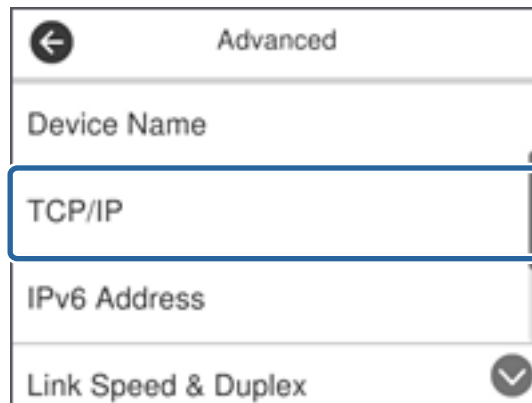 Advanced
Device Name
TCP/IP
IPv6 Address
Link Speed & Duplex